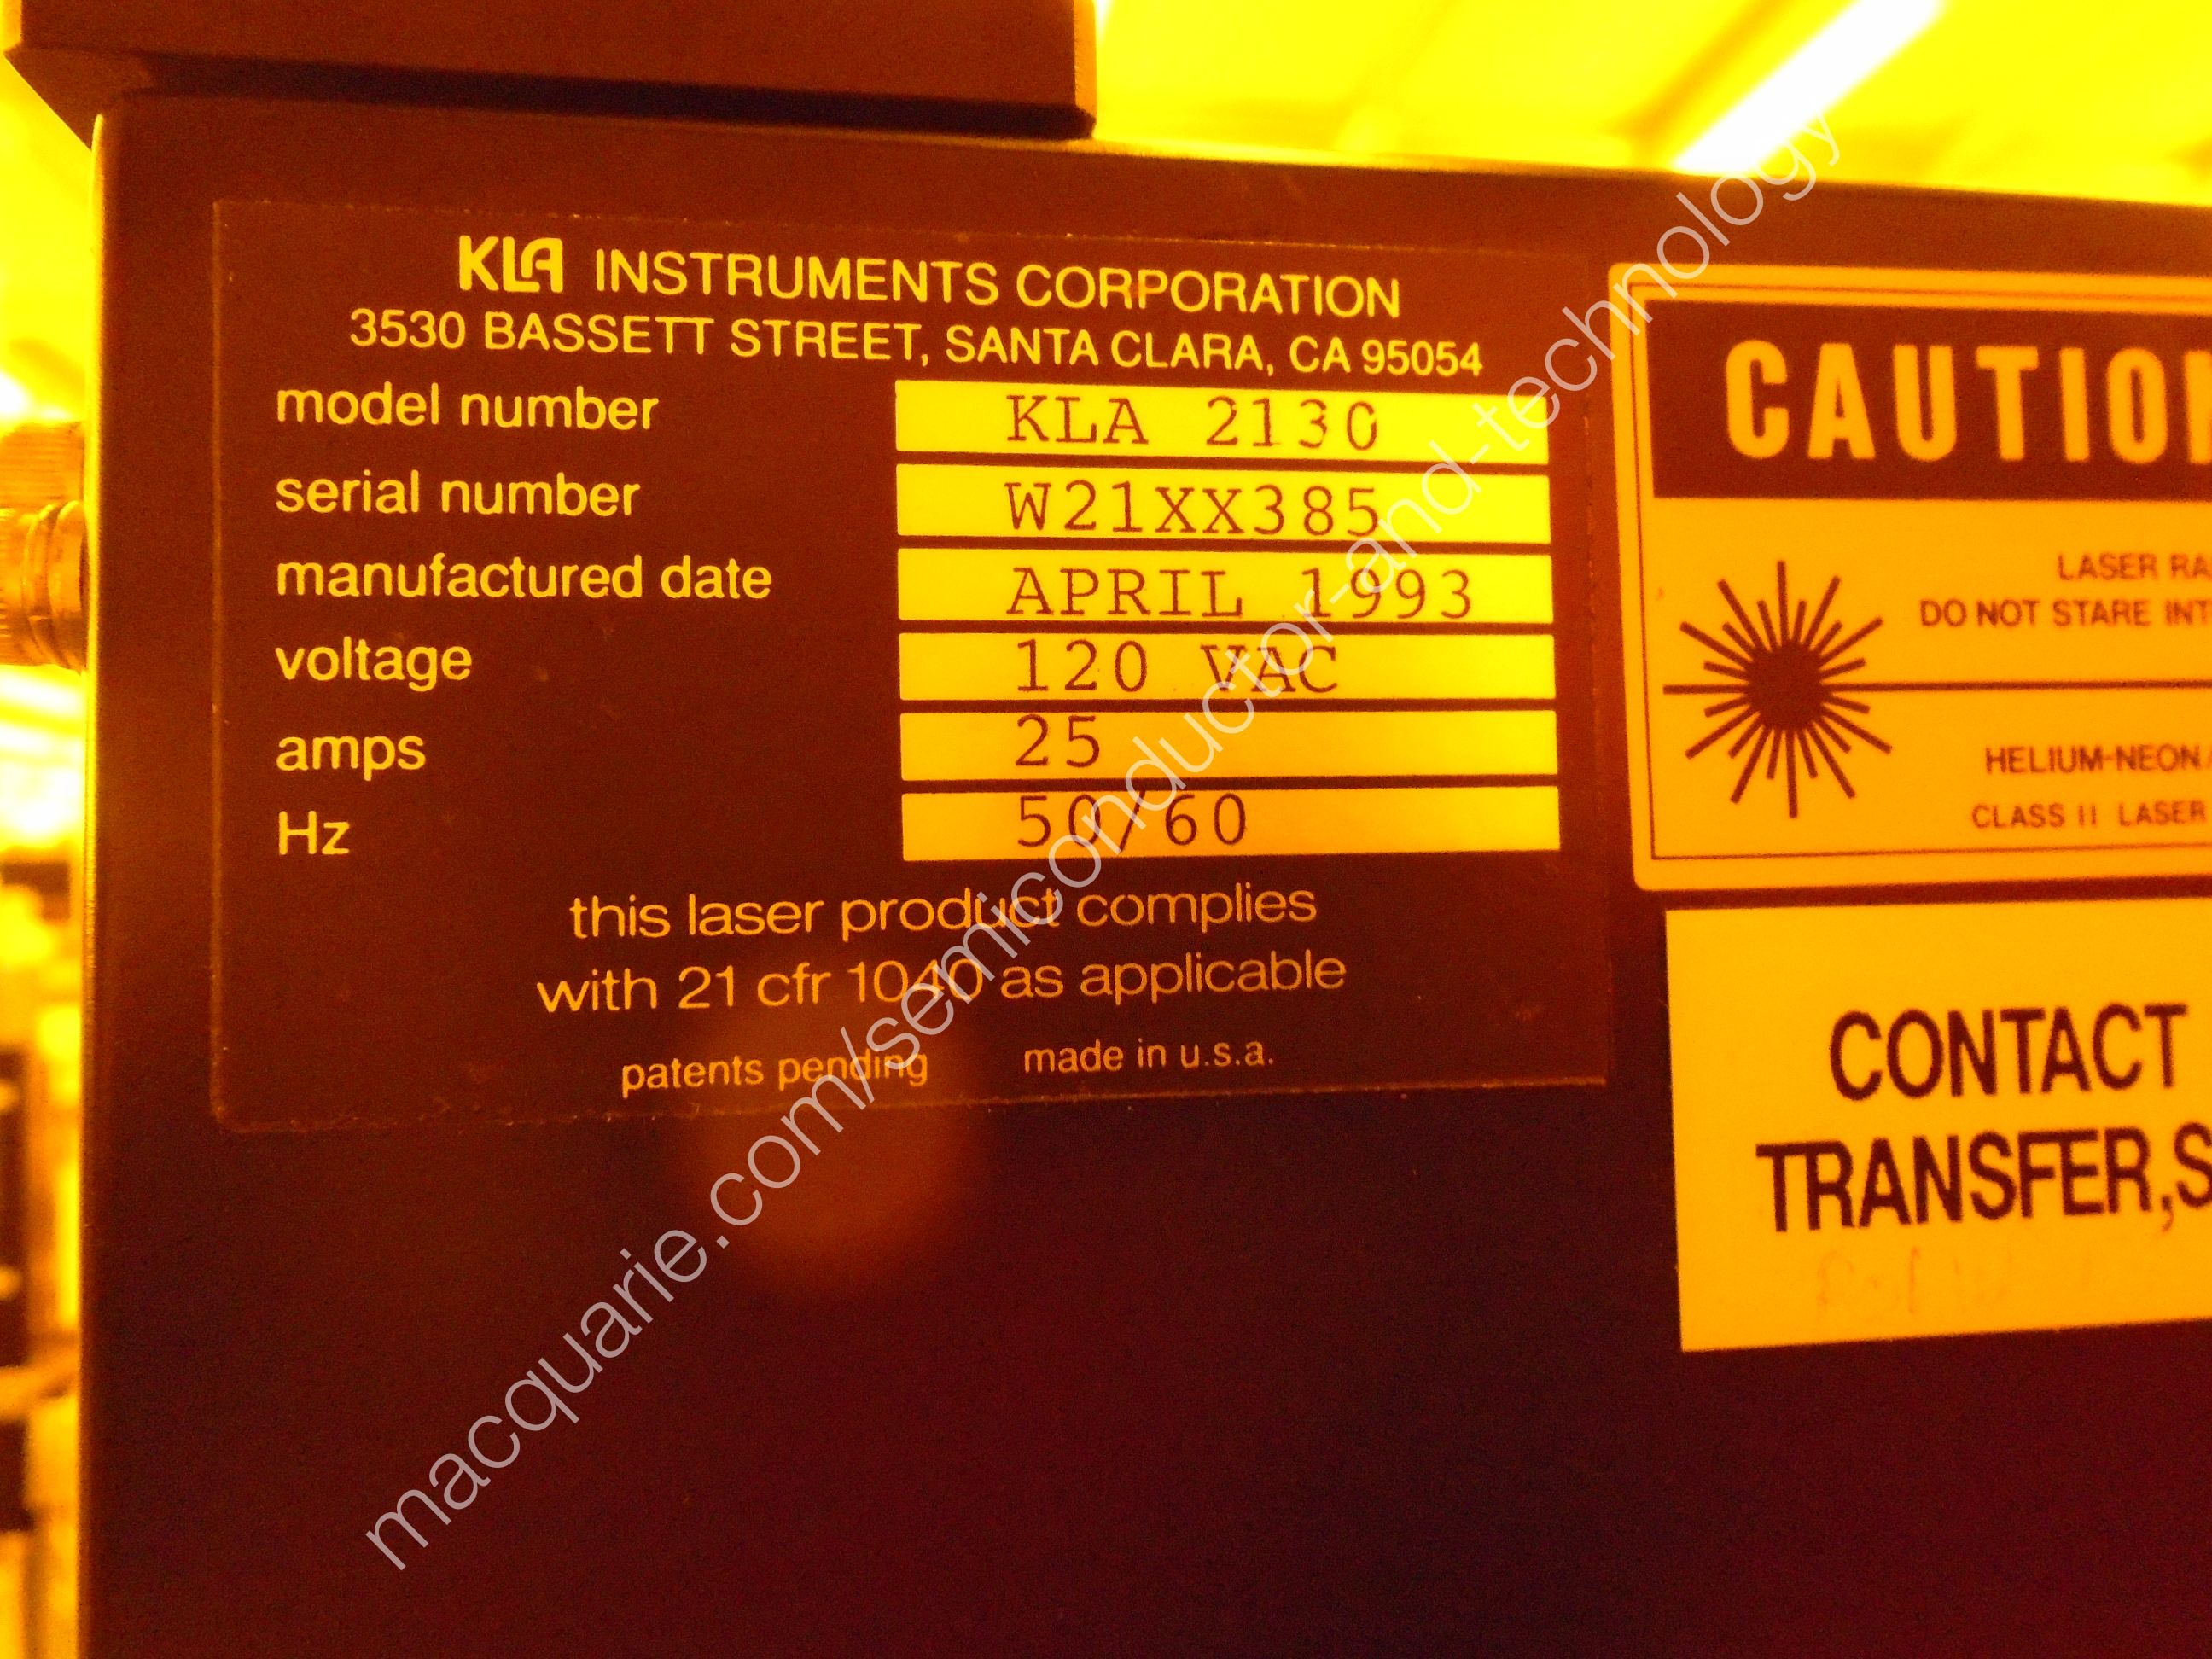 KLA INSTRUMENTS CORPORATION
3530 BASSETT STREET, SANTA CLARA, CA 95054
model number KLA 2130
serial number W21XX385
manufactured date APRIL 1993
voltage 120 VAC
amps 25
Hz 50/60
this laser product complies
with 21 cfr 1040 as applicable
patents pending made in u.s.a.
CAUTION
LASER RA
DO NOT STARE INT
HELIUM-NEON
CLASS II LASER
CONTACT
TRANSFER,S
macquarie.com/semiconductor-and-technology